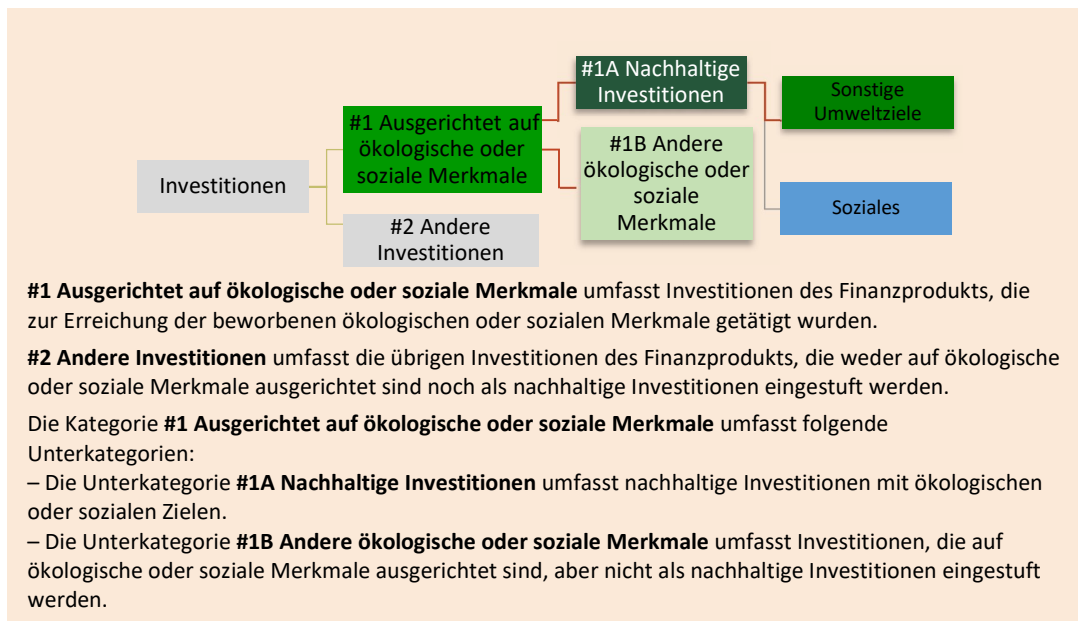 #1A Nachhaltige
Investitionen
Sonstige
Umweltziele
#1 Ausgerichtet auf
ökologische oder
soziale Merkmale
#1B Andere
ökologische oder
soziale
Merkmale
Investitionen
Soziales
#2 Andere
Investitionen
#1 Ausgerichtet auf ökologische oder soziale Merkmale umfasst Investitionen des Finanzprodukts, die
zur Erreichung der beworbenen ökologischen oder sozialen Merkmale getätigt wurden.
#2 Andere Investitionen umfasst die übrigen Investitionen des Finanzprodukts, die weder auf ökologische
oder soziale Merkmale ausgerichtet sind noch als nachhaltige Investitionen eingestuft werden.
Die Kategorie #1 Ausgerichtet auf ökologische oder soziale Merkmale umfasst folgende
Unterkategorien:
– Die Unterkategorie #1A Nachhaltige Investitionen umfasst nachhaltige Investitionen mit ökologischen
oder sozialen Zielen.
– Die Unterkategorie #1B Andere ökologische oder soziale Merkmale umfasst Investitionen, die auf
ökologische oder soziale Merkmale ausgerichtet sind, aber nicht als nachhaltige Investitionen eingestuft
werden.